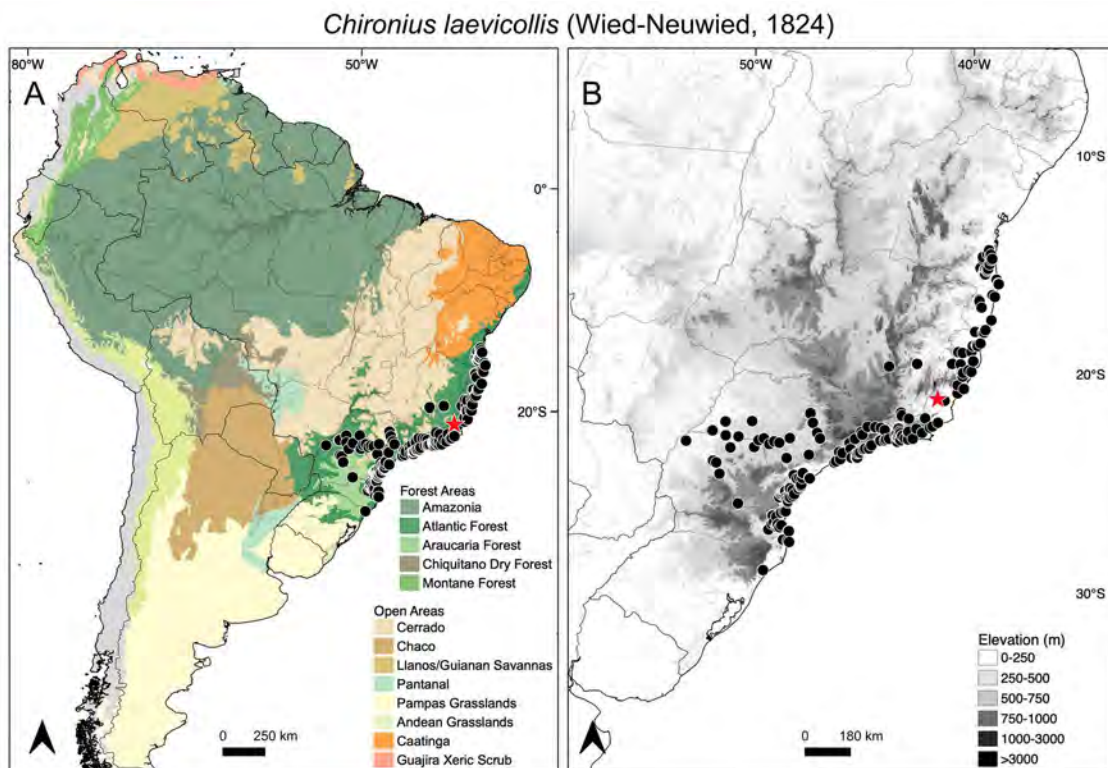 Chironius laevicollis (Wied-Neuwied, 1824)
80°W
50°W
A
0°
20°S
Forest Areas
Amazonia
Atlantic Forest
Araucaria Forest
Chiquitano Dry Forest
Montane Forest
Open Areas
Cerrado
Chaco
Llanos/Guianan Savannas
Pantanal
Pampas Grasslands
Andean Grasslands
Caatinga
Guajira Xeric Scrub
0 250 km
50°W
40°W
B
10°S
20°S
30°S
Elevation (m)
0-250
250-500
500-750
750-1000
1000-3000
>3000
0 180 km